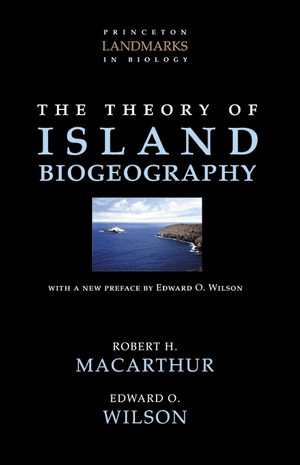 PRINCETON
LANDMARKS
IN BIOLOGY
THE THEORY OF
ISLAND
BIOGEOGRAPHY
WITH A NEW PREFACE BY EDWARD O. WILSON
ROBERT H.
MACARTHUR
EDWARD O.
WILSON